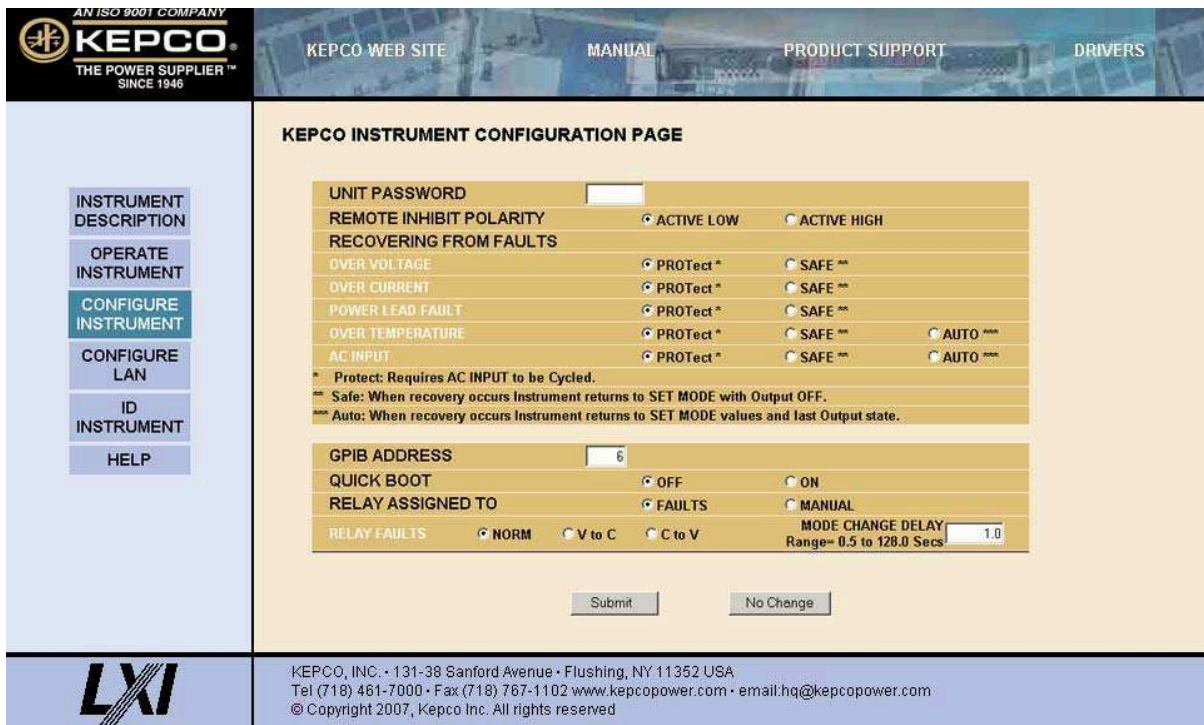 AN ISO 9001 COMPANY
KEPCO®
THE POWER SUPPLIER™
SINCE 1946
KEPCO WEB SITE MANUAL PRODUCT SUPPORT DRIVERS
INSTRUMENT
DESCRIPTION
OPERATE
INSTRUMENT
CONFIGURE
INSTRUMENT
CONFIGURE
LAN
ID
INSTRUMENT
HELP
KEPCO INSTRUMENT CONFIGURATION PAGE
UNIT PASSWORD
REMOTE INHIBIT POLARITY ACTIVE LOW ACTIVE HIGH
RECOVERING FROM FAULTS
OVER VOLTAGE PROTect * SAFE **
OVER CURRENT PROTect * SAFE **
POWER LEAD FAULT PROTect * SAFE **
OVER TEMPERATURE PROTect * SAFE ** AUTO ***
AC INPUT PROTect * SAFE ** AUTO ***
* Protect: Requires AC INPUT to be Cycled.
** Safe: When recovery occurs Instrument returns to SET MODE with Output OFF.
*** Auto: When recovery occurs Instrument returns to SET MODE values and last Output state.
GPIB ADDRESS 6
QUICK BOOT OFF ON
RELAY ASSIGNED TO FAULTS MANUAL
RELAY FAULTS NORM V to C C to V MODE CHANGE DELAY 1.0
Range= 0.5 to 128.0 Secs
Submit No Change
LXI
KEPCO, INC. • 131-38 Sanford Avenue • Flushing, NY 11352 USA
Tel (718) 461-7000 • Fax (718) 767-1102 www.kepcopower.com • email:hq@kepcopower.com
© Copyright 2007, Kepco Inc. All rights reserved